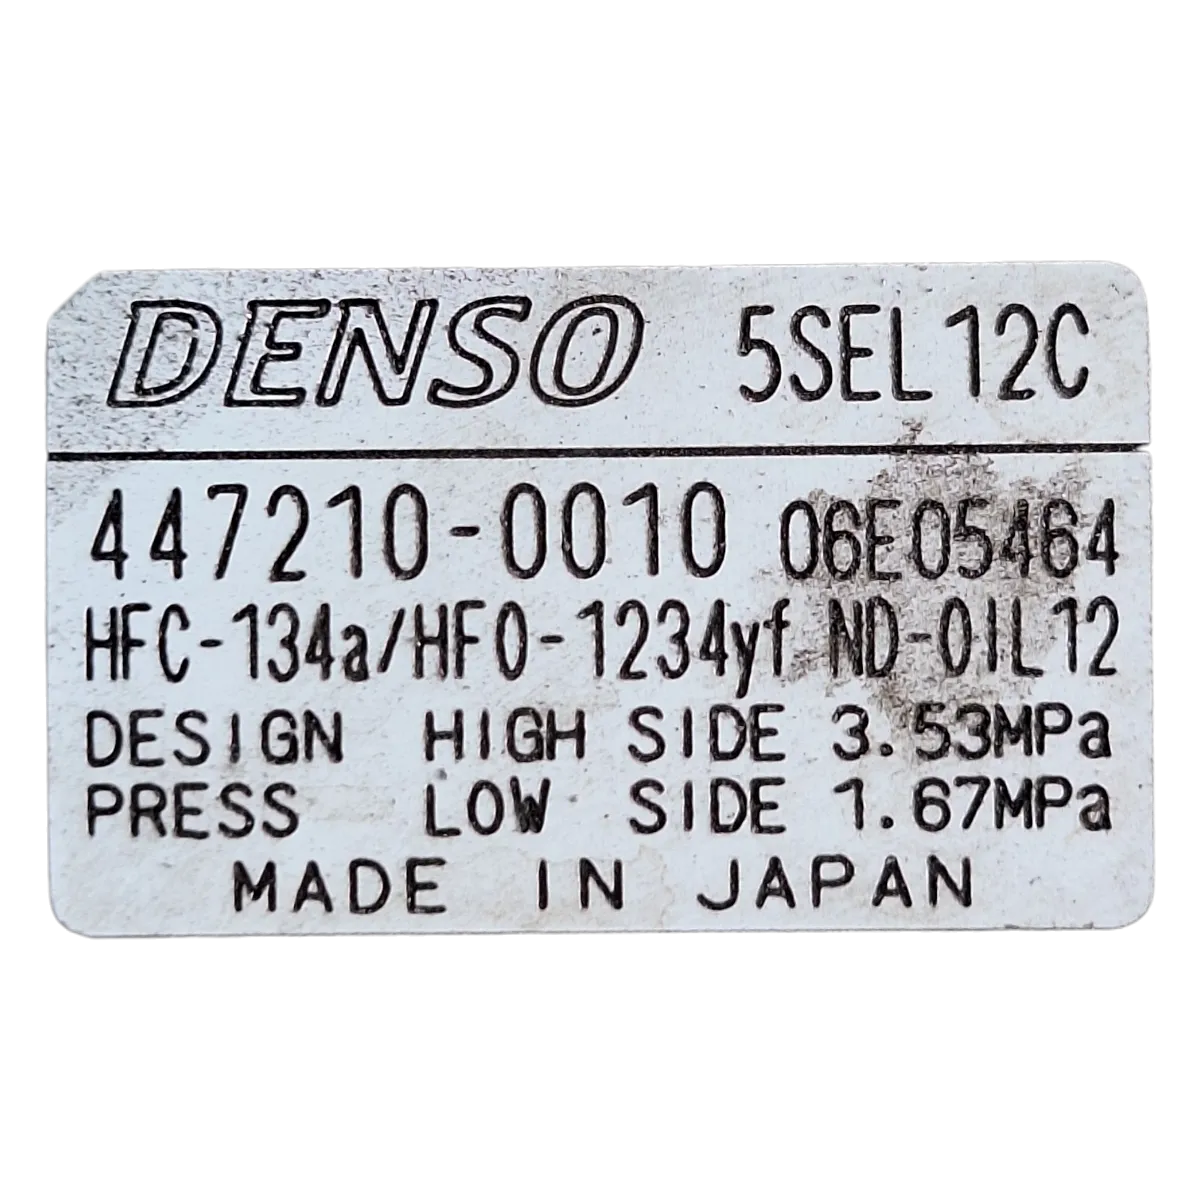 DENSO 5SEL12C
447210-0010 06E05464
HFC-134a/HFO-1234yf ND-OIL12
DESIGN HIGH SIDE 3.53MPa
PRESS LOW SIDE 1.67MPa
MADE IN JAPAN